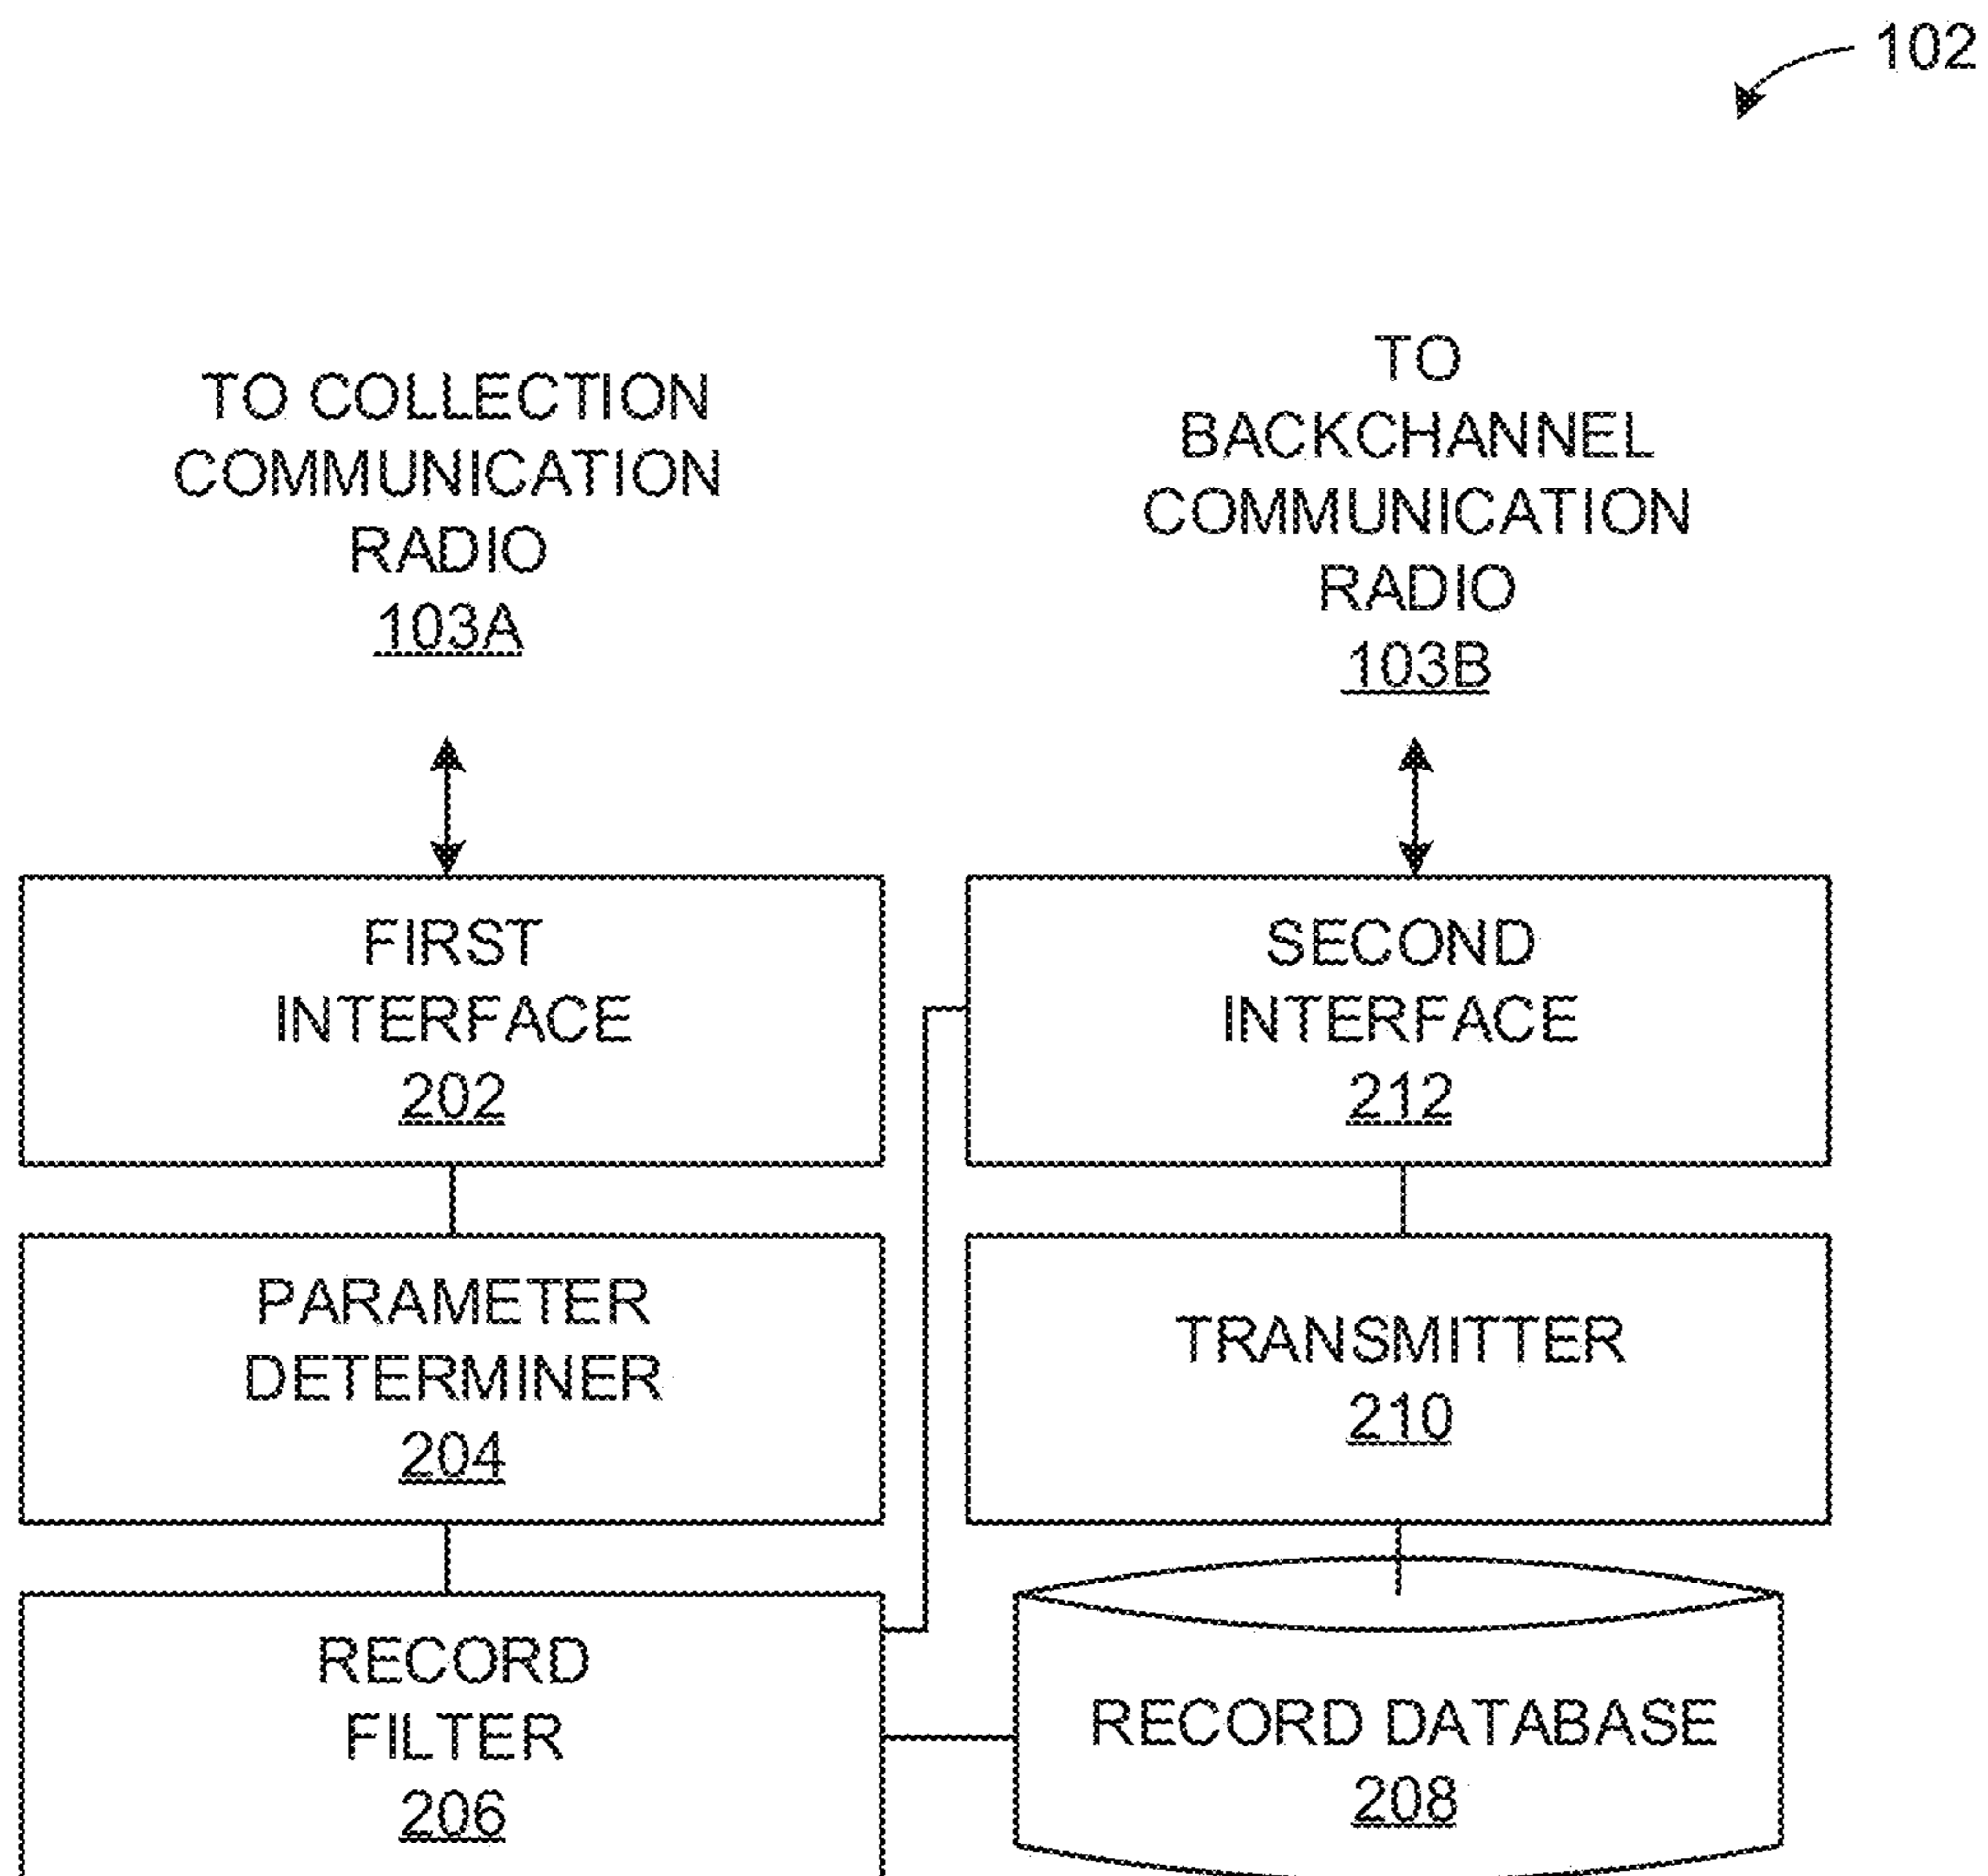 102
TO COLLECTION
COMMUNICATION
RADIO
103A
TO
BACKCHANNEL
COMMUNICATION
RADIO
103B
FIRST
INTERFACE
202
SECOND
INTERFACE
212
PARAMETER
DETERMINER
204
TRANSMITTER
210
RECORD
FILTER
206
RECORD DATABASE
208